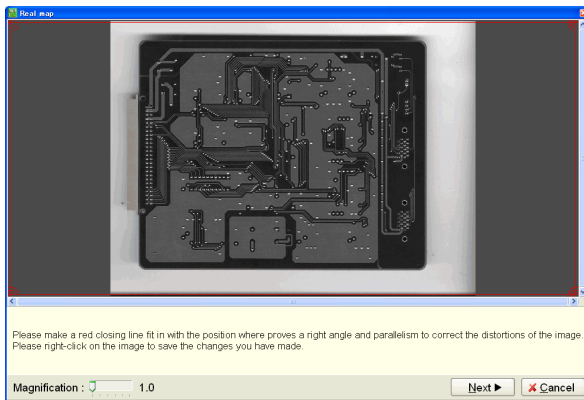 Real map
Please make a red closing line fit in with the position where proves a right angle and parallelism to correct the distortions of the image.
Please right-click on the image to save the changes you have made.
Magnification : 1.0
Next ▶ Cancel